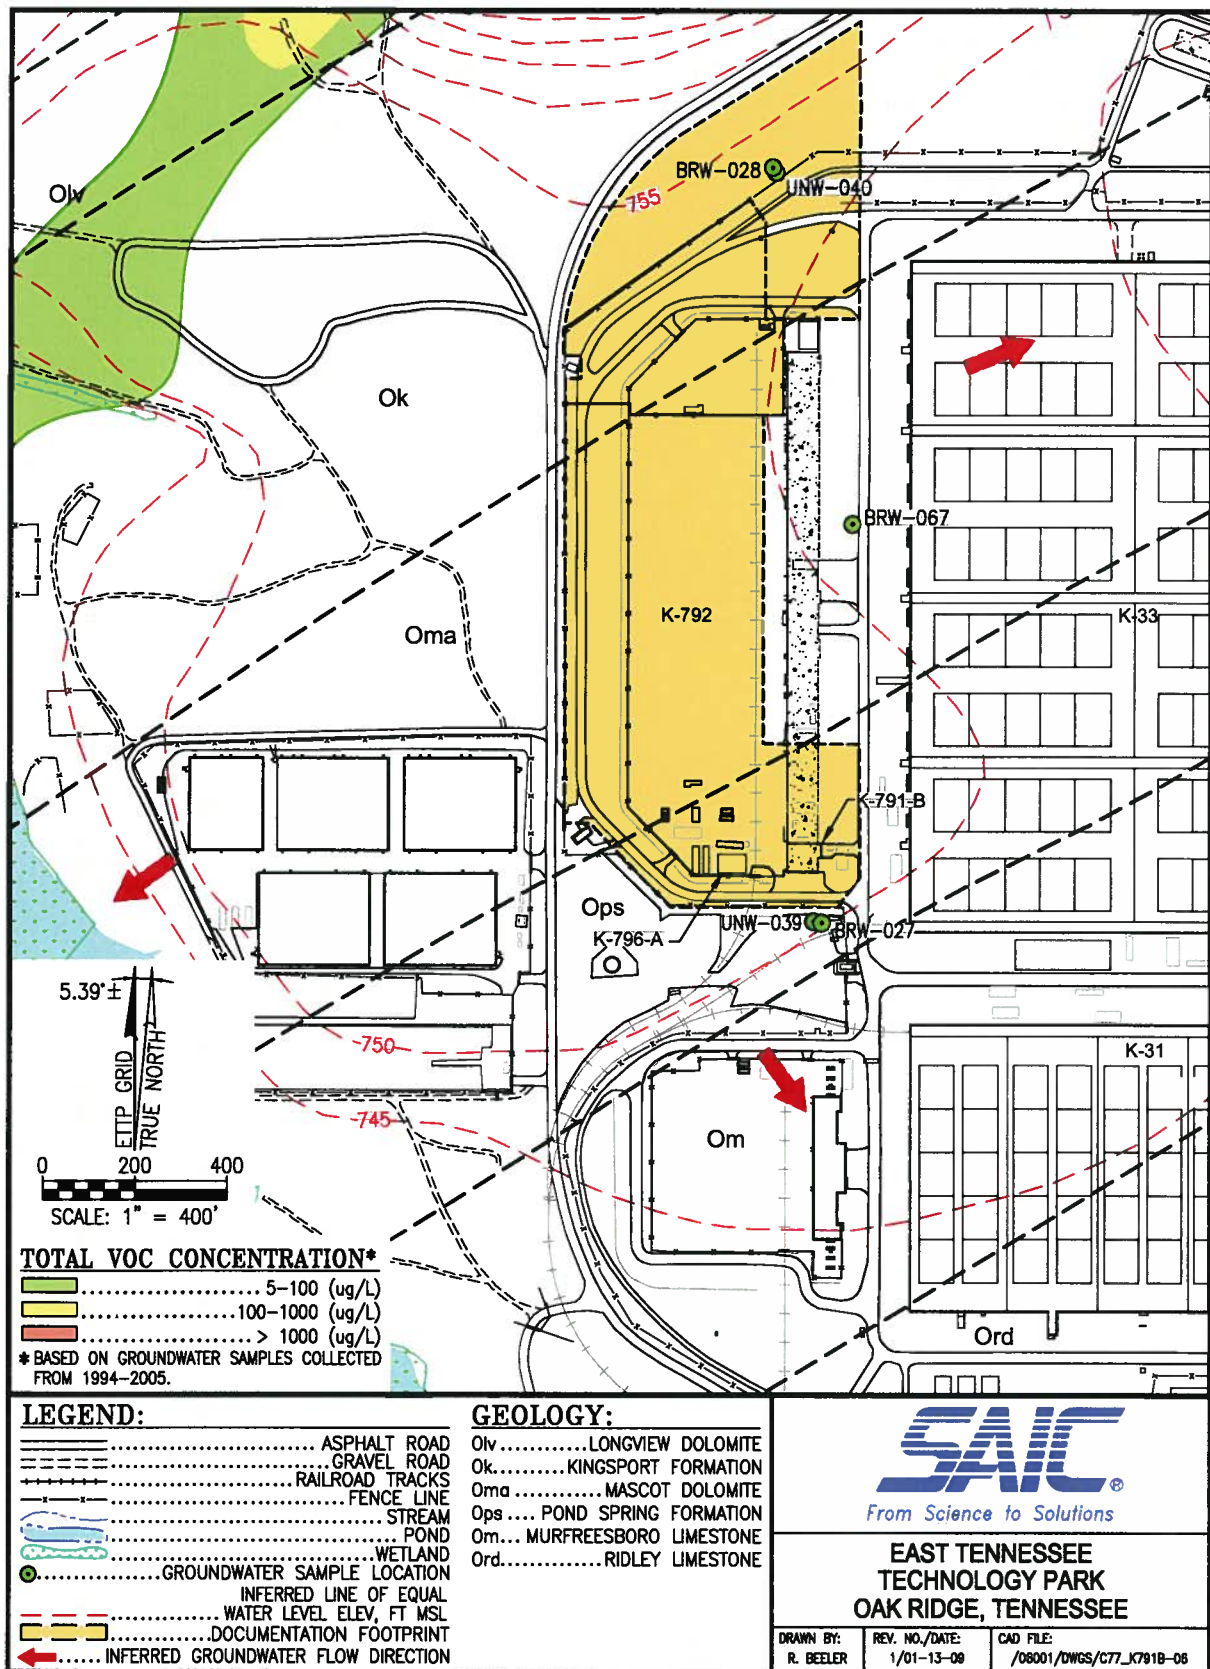 BRW-028
UNW-040
Olv
755
Ok
BRW-067
K-792
K-33
Oma
K-791-B
Ops
UNW-039
BRW-027
K-796-A
5.39°±
ETTP GRID
TRUE NORTH
750
K-31
745
Om
0 200 400
SCALE: 1" = 400'
Ord
TOTAL VOC CONCENTRATION*
5-100 (ug/L)
100-1000 (ug/L)
> 1000 (ug/L)
* BASED ON GROUNDWATER SAMPLES COLLECTED
FROM 1994-2005.
LEGEND:
ASPHALT ROAD
GRAVEL ROAD
RAILROAD TRACKS
FENCE LINE
STREAM
POND
WETLAND
GROUNDWATER SAMPLE LOCATION
INFERRED LINE OF EQUAL
WATER LEVEL ELEV, FT MSL
DOCUMENTATION FOOTPRINT
INFERRED GROUNDWATER FLOW DIRECTION
GEOLOGY:
Olv............LONGVIEW DOLOMITE
Ok..........KINGSPORT FORMATION
Oma............MASCOT DOLOMITE
Ops....POND SPRING FORMATION
Om...MURFREESBORO LIMESTONE
Ord.............RIDLEY LIMESTONE
SAIC®
From Science to Solutions
EAST TENNESSEE
TECHNOLOGY PARK
OAK RIDGE, TENNESSEE
DRAWN BY:
R. BEELER
REV. NO./DATE:
1/01-13-09
CAD FILE:
/08001/DWGS/C77_K791B-06